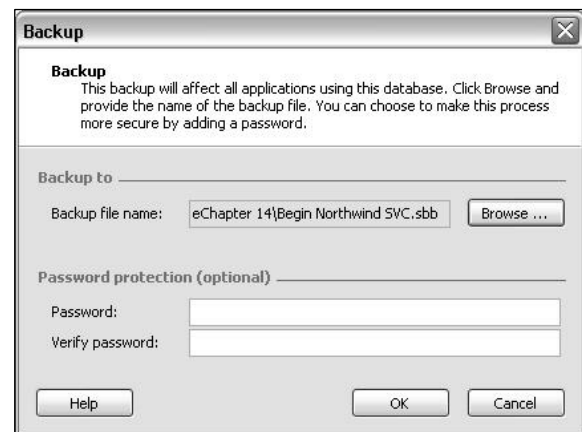 Backup
Backup
This backup will affect all applications using this database. Click Browse and
provide the name of the backup file. You can choose to make this process
more secure by adding a password.
Backup to
Backup file name: eChapter 14\Begin Northwind SVC.sbb Browse ...
Password protection (optional)
Password:
Verify password:
Help OK Cancel